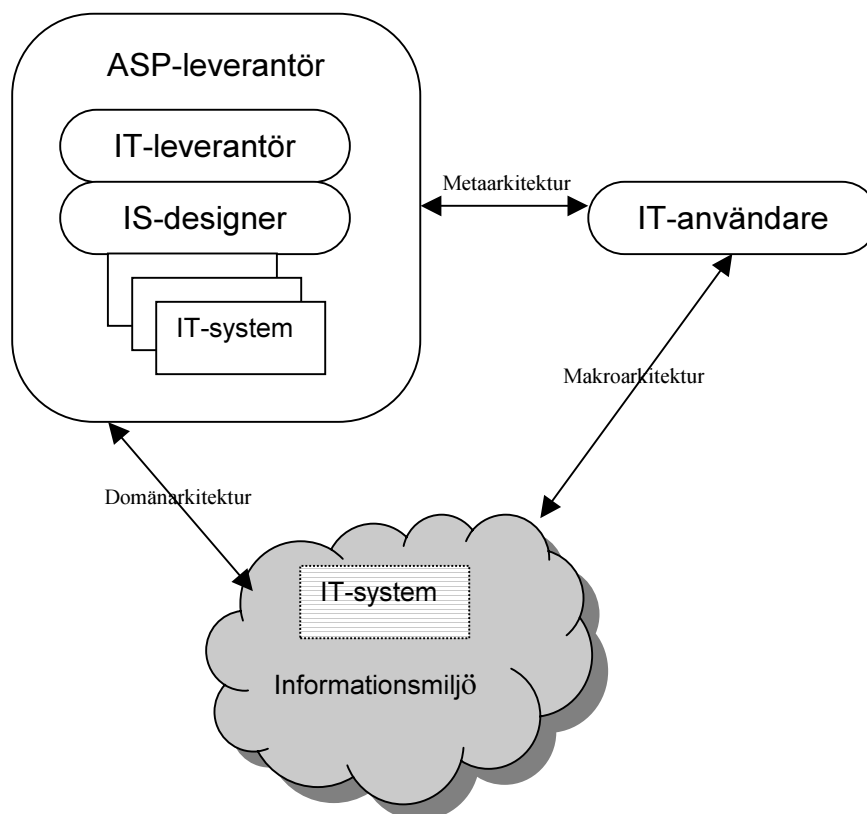 ASP-leverantör
IT-leverantör
IS-designer
IT-system
Metaarkitektur
IT-användare
Makroarkitektur
Domänarkitektur
IT-system
Informationsmiljö